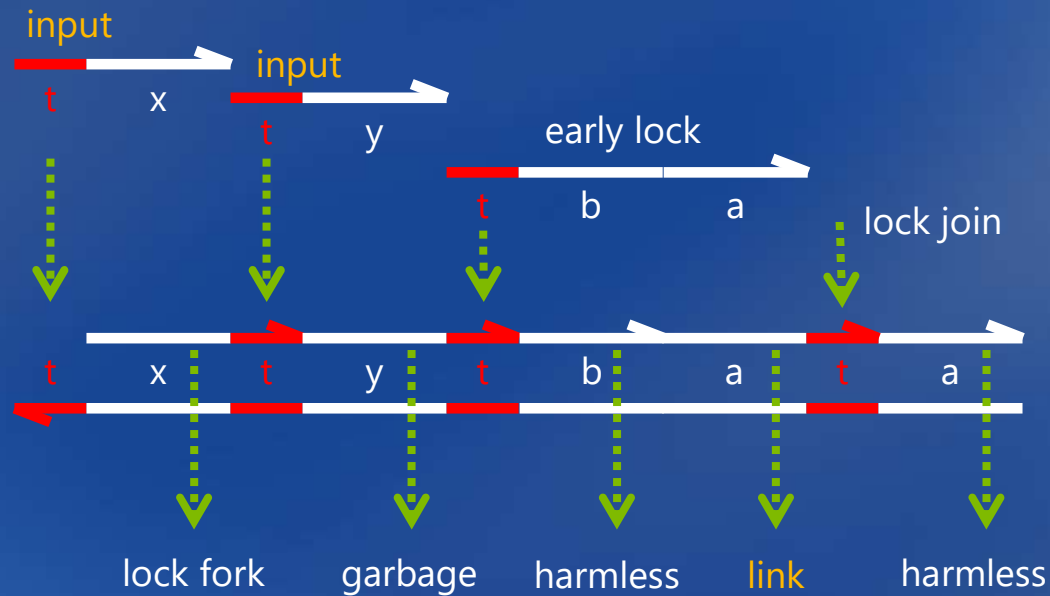 input
t x
input
t y
early lock
t b a
lock join
t x t y t b a t a
lock fork garbage harmless link harmless